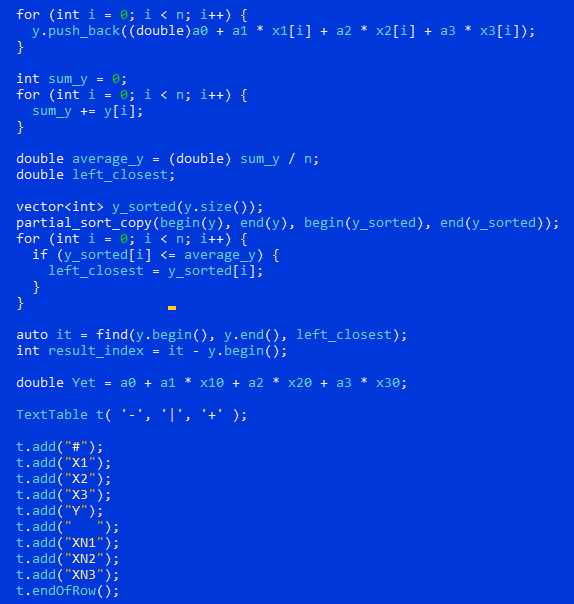 for (int i = 0; i < n; i++) {
  y.push_back((double)a0 + a1 * x1[i] + a2 * x2[i] + a3 * x3[i]);
}

int sum_y = 0;
for (int i = 0; i < n; i++) {
  sum_y += y[i];
}

double average_y = (double) sum_y / n;
double left_closest;

vector<int> y_sorted(y.size());
partial_sort_copy(begin(y), end(y), begin(y_sorted), end(y_sorted));
for (int i = 0; i < n; i++) {
  if (y_sorted[i] <= average_y) {
    left_closest = y_sorted[i];
  }
}

auto it = find(y.begin(), y.end(), left_closest);
int result_index = it - y.begin();

double Yet = a0 + a1 * x10 + a2 * x20 + a3 * x30;

TextTable t( '-', '|', '+' );

t.add("#");
t.add("X1");
t.add("X2");
t.add("X3");
t.add("Y");
t.add("   ");
t.add("XN1");
t.add("XN2");
t.add("XN3");
t.endOfRow();